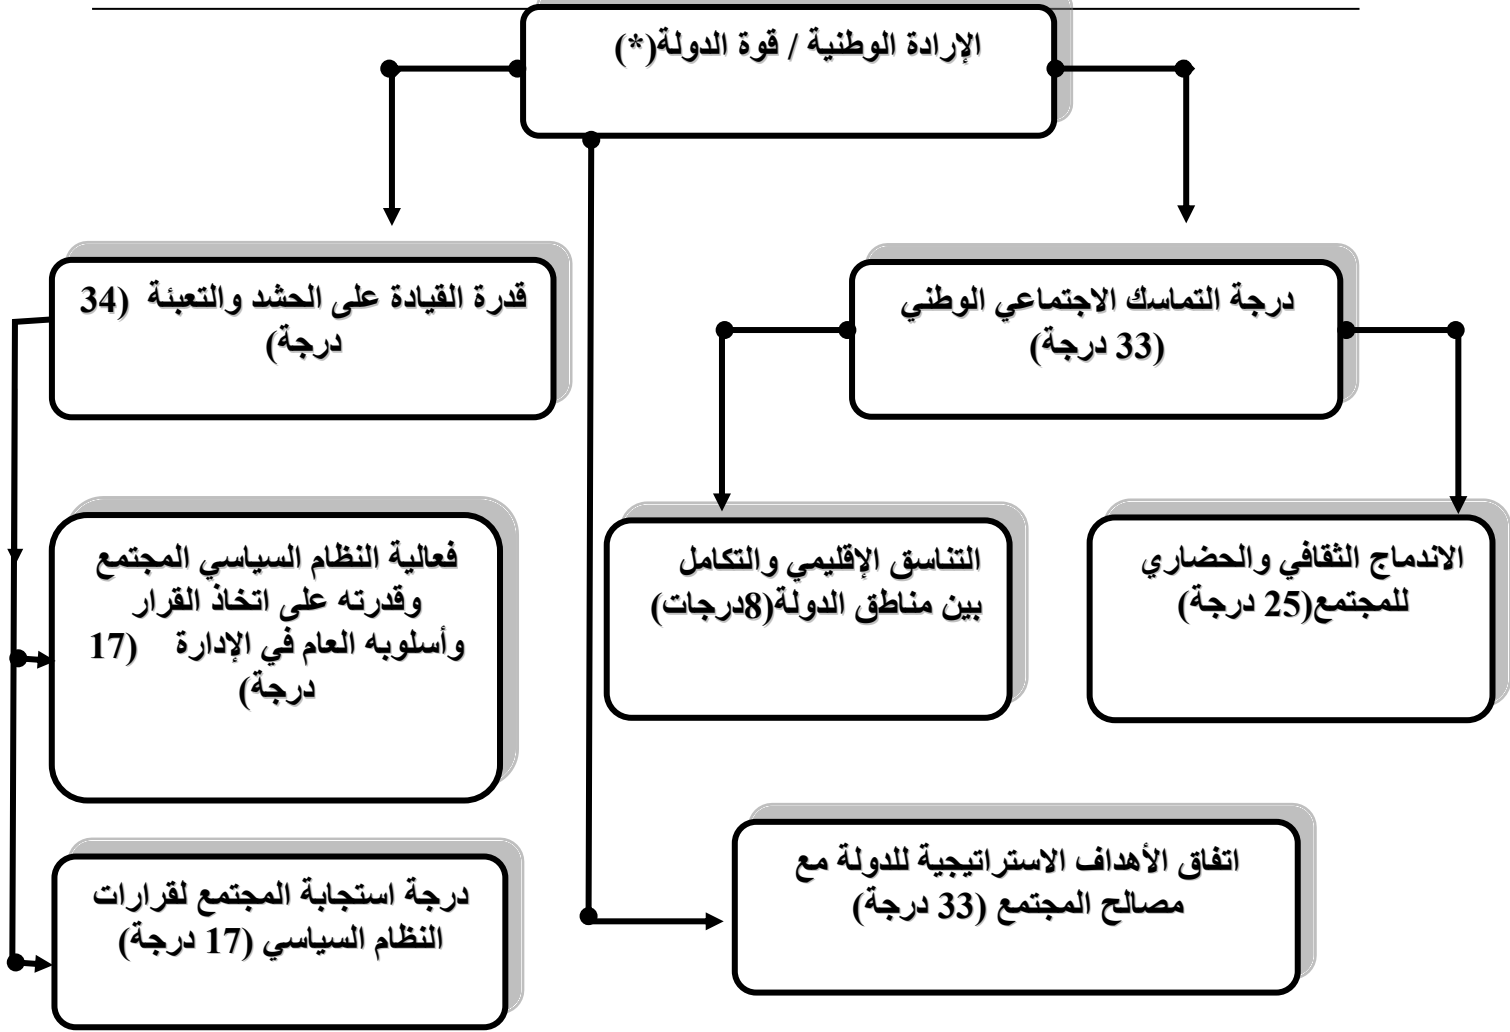 الإرادة الوطنية / قوة الدولة(*)
درجة التماسك الاجتماعي الوطني
(33 درجة)
قدرة القيادة على الحشد والتعبئة (34
درجة)
الاندماج الثقافي والحضاري
للمجتمع(25 درجة)
التناسق الإقليمي والتكامل
بين مناطق الدولة(8درجات)
فعالية النظام السياسي المجتمع
وقدرته على اتخاذ القرار
وأسلوبه العام في الإدارة (17
درجة)
اتفاق الأهداف الاستراتيجية للدولة مع
مصالح المجتمع (33 درجة)
درجة استجابة المجتمع لقرارات
النظام السياسي (17 درجة)